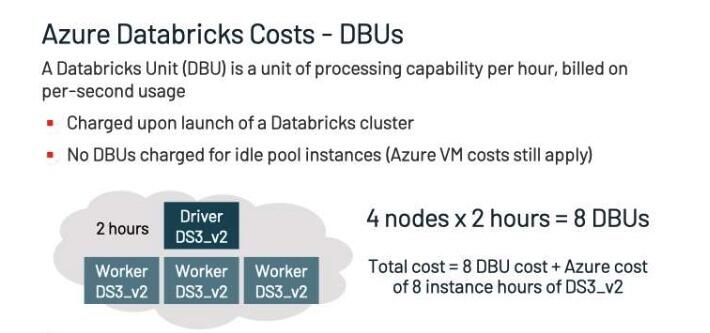 Azure Databricks Costs - DBUs
A Databricks Unit (DBU) is a unit of processing capability per hour, billed on
per-second usage
▪ Charged upon launch of a Databricks cluster
▪ No DBUs charged for idle pool instances (Azure VM costs still apply)
2 hours
Driver
DS3_v2
Worker
DS3_v2
Worker
DS3_v2
Worker
DS3_v2
4 nodes x 2 hours = 8 DBUs
Total cost = 8 DBU cost + Azure cost
of 8 instance hours of DS3_v2